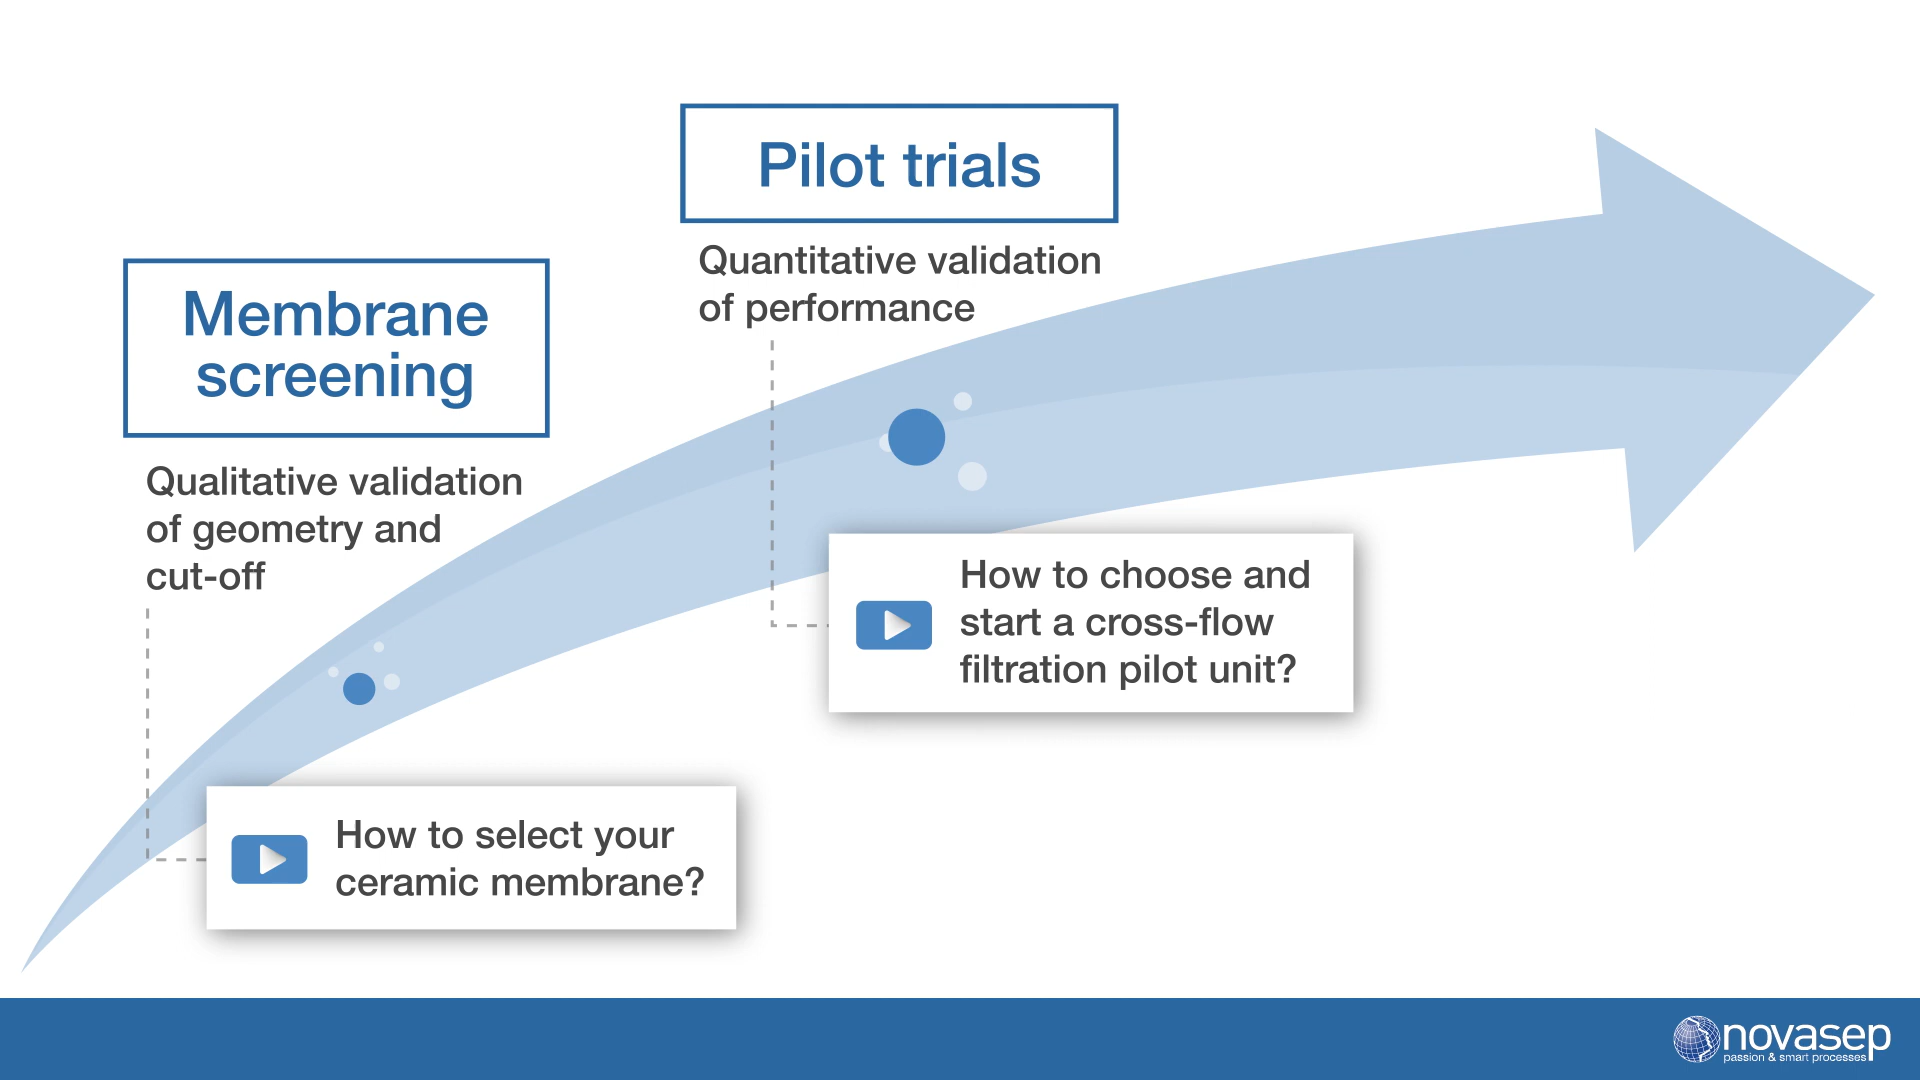 Pilot trials
Quantitative validation
of performance
Membrane
screening
Qualitative validation
of geometry and
cut-off
How to choose and
start a cross-flow
filtration pilot unit?
How to select your
ceramic membrane?
novasep
passion & smart processes